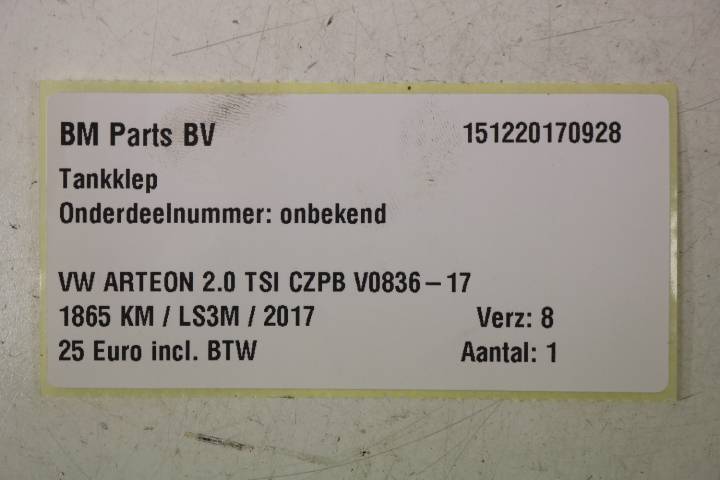 BM Parts BV 151220170928
Tankklep
Onderdeelnummer: onbekend
VW ARTEON 2.0 TSI CZPB V0836-17
1865 KM / LS3M / 2017 Verz: 8
25 Euro incl. BTW Aantal: 1